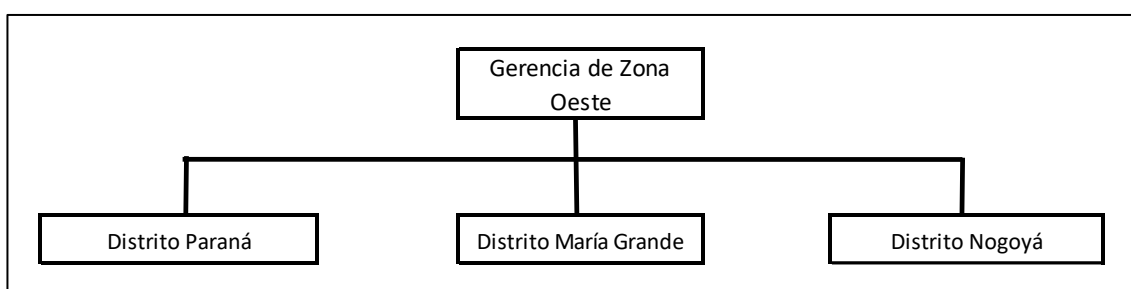 Gerencia de Zona
Oeste
Distrito Paraná
Distrito María Grande
Distrito Nogoyá